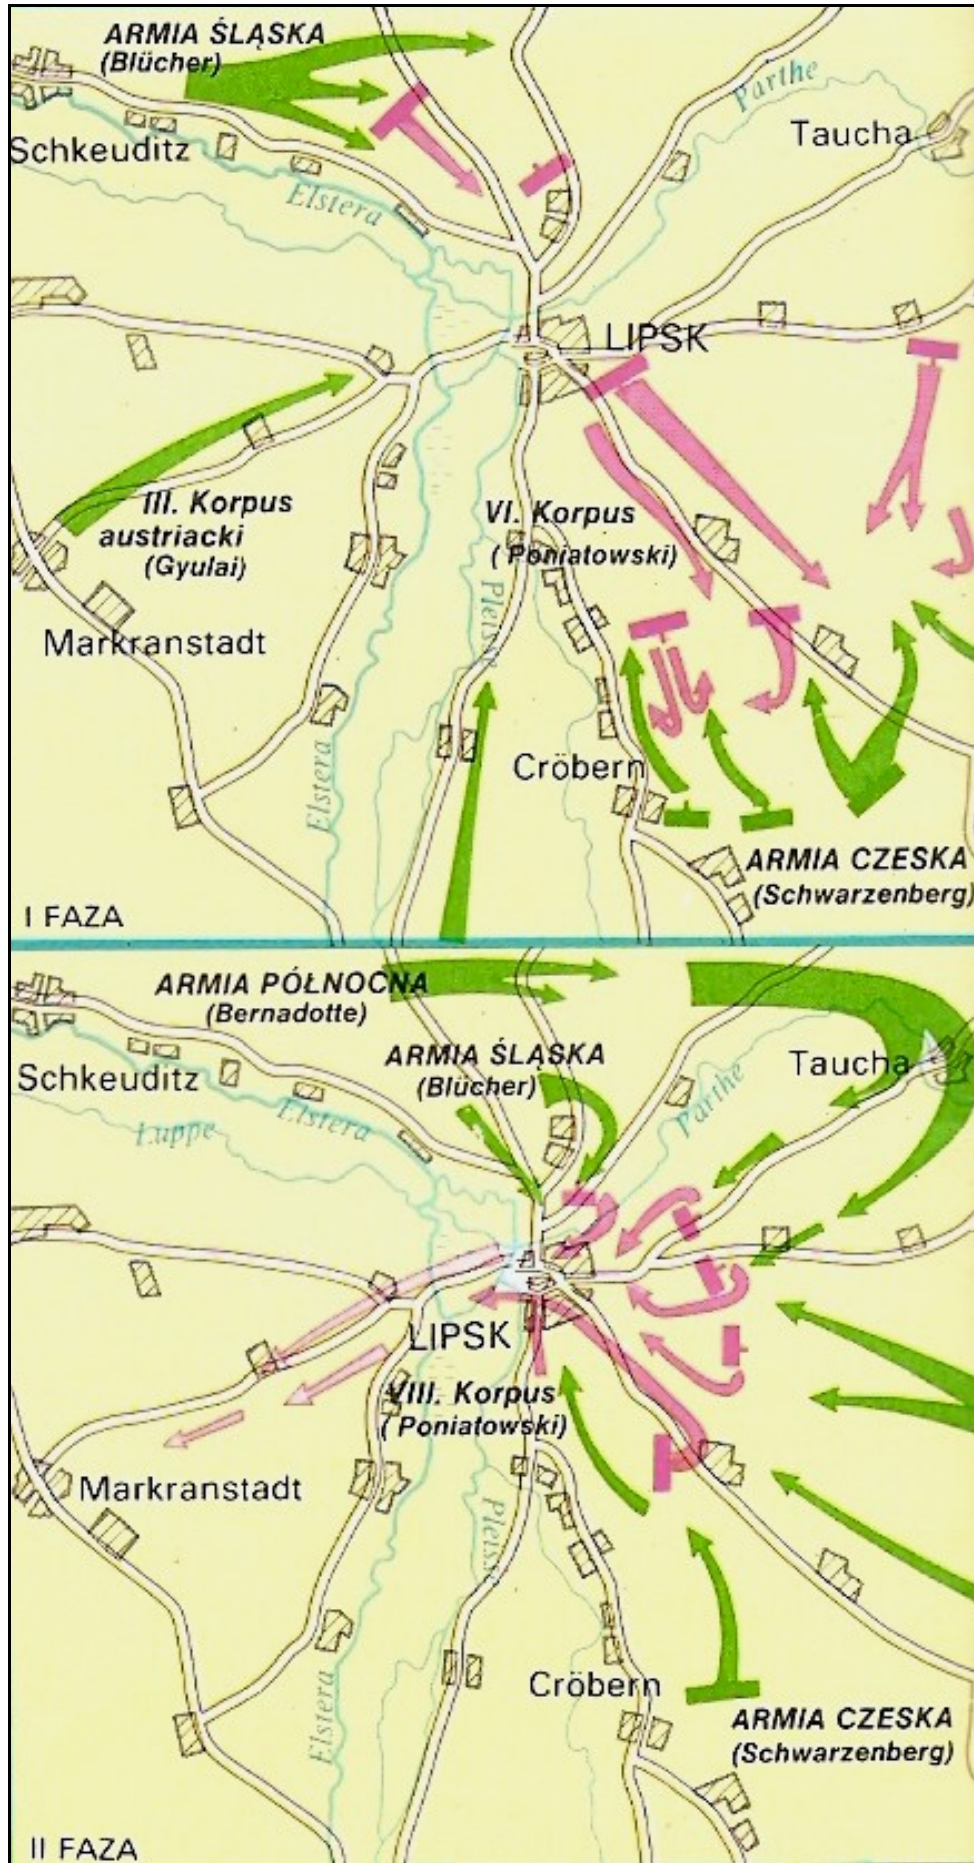 ARMIA ŚLĄSKA
(Blücher)
Parthe
Taucha
Schkeuditz
Elstera
LIPSK
III. Korpus
austriacki
(Gyulai)
VI. Korpus
(Poniatowski)
Pleisse
Markranstadt
Elstera
Cröbern
ARMIA CZESKA
(Schwarzenberg)
I FAZA
ARMIA PÓŁNOCNA
(Bernadotte)
ARMIA ŚLĄSKA
(Blücher)
Taucha
Schkeuditz
Parthe
Elstera
Luppe
LIPSK
VIII. Korpus
(Poniatowski)
Markranstadt
Pleisse
Elstera
Cröbern
ARMIA CZESKA
(Schwarzenberg)
II FAZA